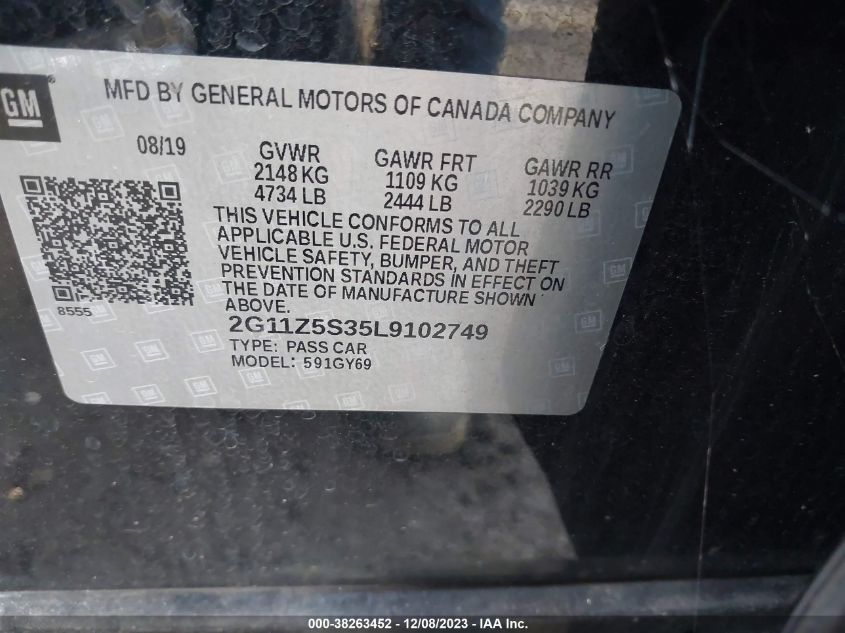 GM
MFD BY GENERAL MOTORS OF CANADA COMPANY
08/19
GVWR
2148 KG
4734 LB
GAWR FRT
1109 KG
2444 LB
GAWR RR
1039 KG
2290 LB
THIS VEHICLE CONFORMS TO ALL
APPLICABLE U.S. FEDERAL MOTOR
VEHICLE SAFETY, BUMPER, AND THEFT
PREVENTION STANDARDS IN EFFECT ON
THE DATE OF MANUFACTURE SHOWN
ABOVE.
8555
2G11Z5S35L9102749
TYPE: PASS CAR
MODEL: 591GY69
000-38263452 - 12/08/2023 - IAA Inc.